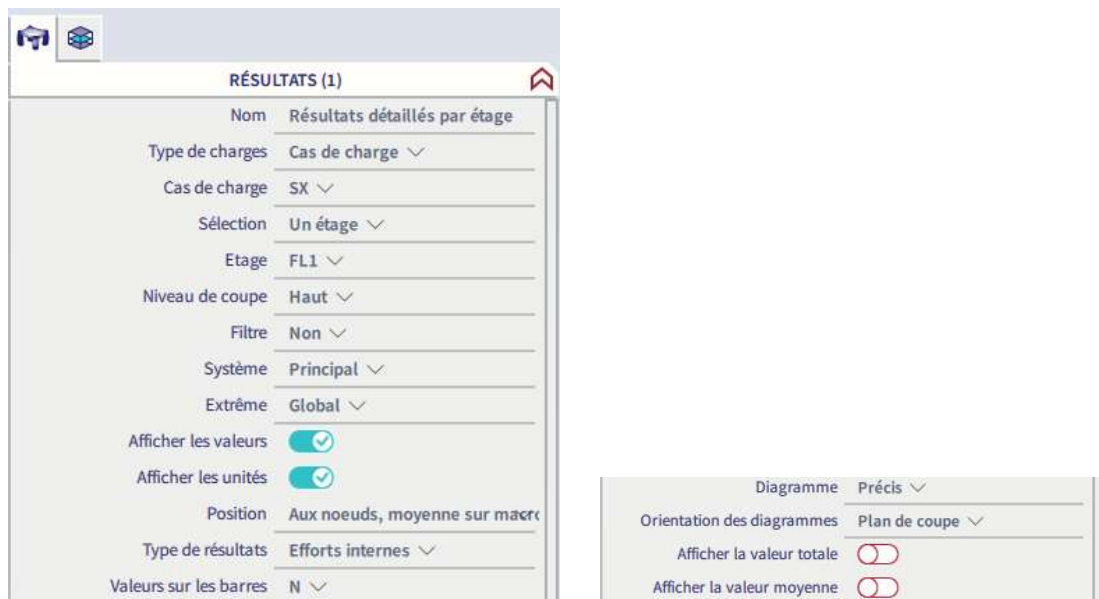 RÉSULTATS (1)
Nom Résultats détaillés par étage
Type de charges Cas de charge
Cas de charge SX
Sélection Un étage
Etage FL1
Niveau de coupe Haut
Filtre Non
Système Principal
Extrême Global
Afficher les valeurs
Afficher les unités
Position Aux noeuds, moyenne sur macro
Type de résultats Efforts internes
Valeurs sur les barres N
Diagramme Précis
Orientation des diagrammes Plan de coupe
Afficher la valeur totale
Afficher la valeur moyenne